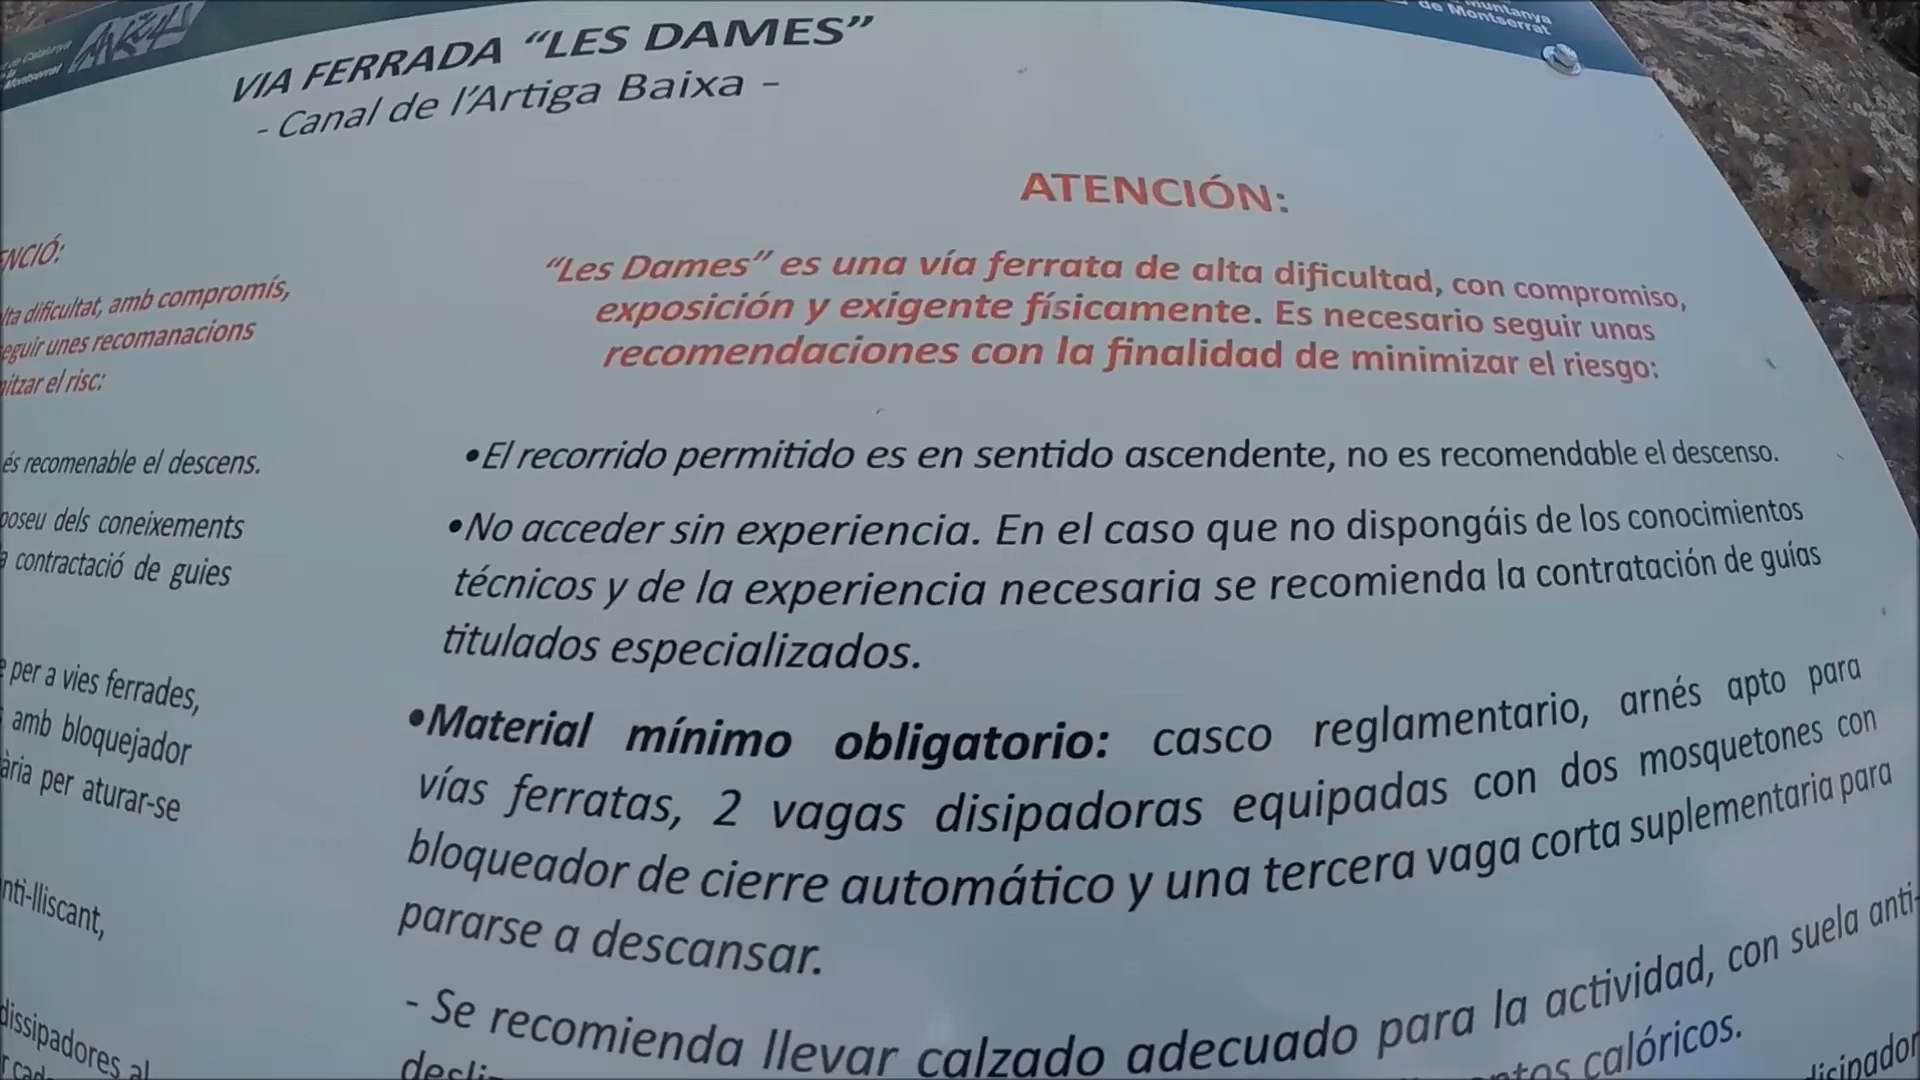 de Catalunya
Montserrat
Muntanya
de Montserrat
VIA FERRADA “LES DAMES”
- Canal de l’Artiga Baixa -
dificultat, amb compromís,
unes recomanacions
el risc:
és recomenable el descens.
dels coneixements
contractació de guies
per a vies ferrades,
amb bloquejador
per aturar-se
dissipadores al
ATENCIÓN:
“Les Dames” es una vía ferrata de alta dificultad, con compromiso,
exposición y exigente físicamente. Es necesario seguir unas
recomendaciones con la finalidad de minimizar el riesgo:
•El recorrido permitido es en sentido ascendente, no es recomendable el descenso.
•No acceder sin experiencia. En el caso que no dispongáis de los conocimientos
técnicos y de la experiencia necesaria se recomienda la contratación de guías
titulados especializados.
•Material mínimo obligatorio: casco reglamentario, arnés apto para
vías ferratas, 2 vagas disipadoras equipadas con dos mosquetones con
bloqueador de cierre automático y una tercera vaga corta suplementaria para
pararse a descansar.
- Se recomienda llevar calzado adecuado para la actividad, con suela anti-
calóricos.